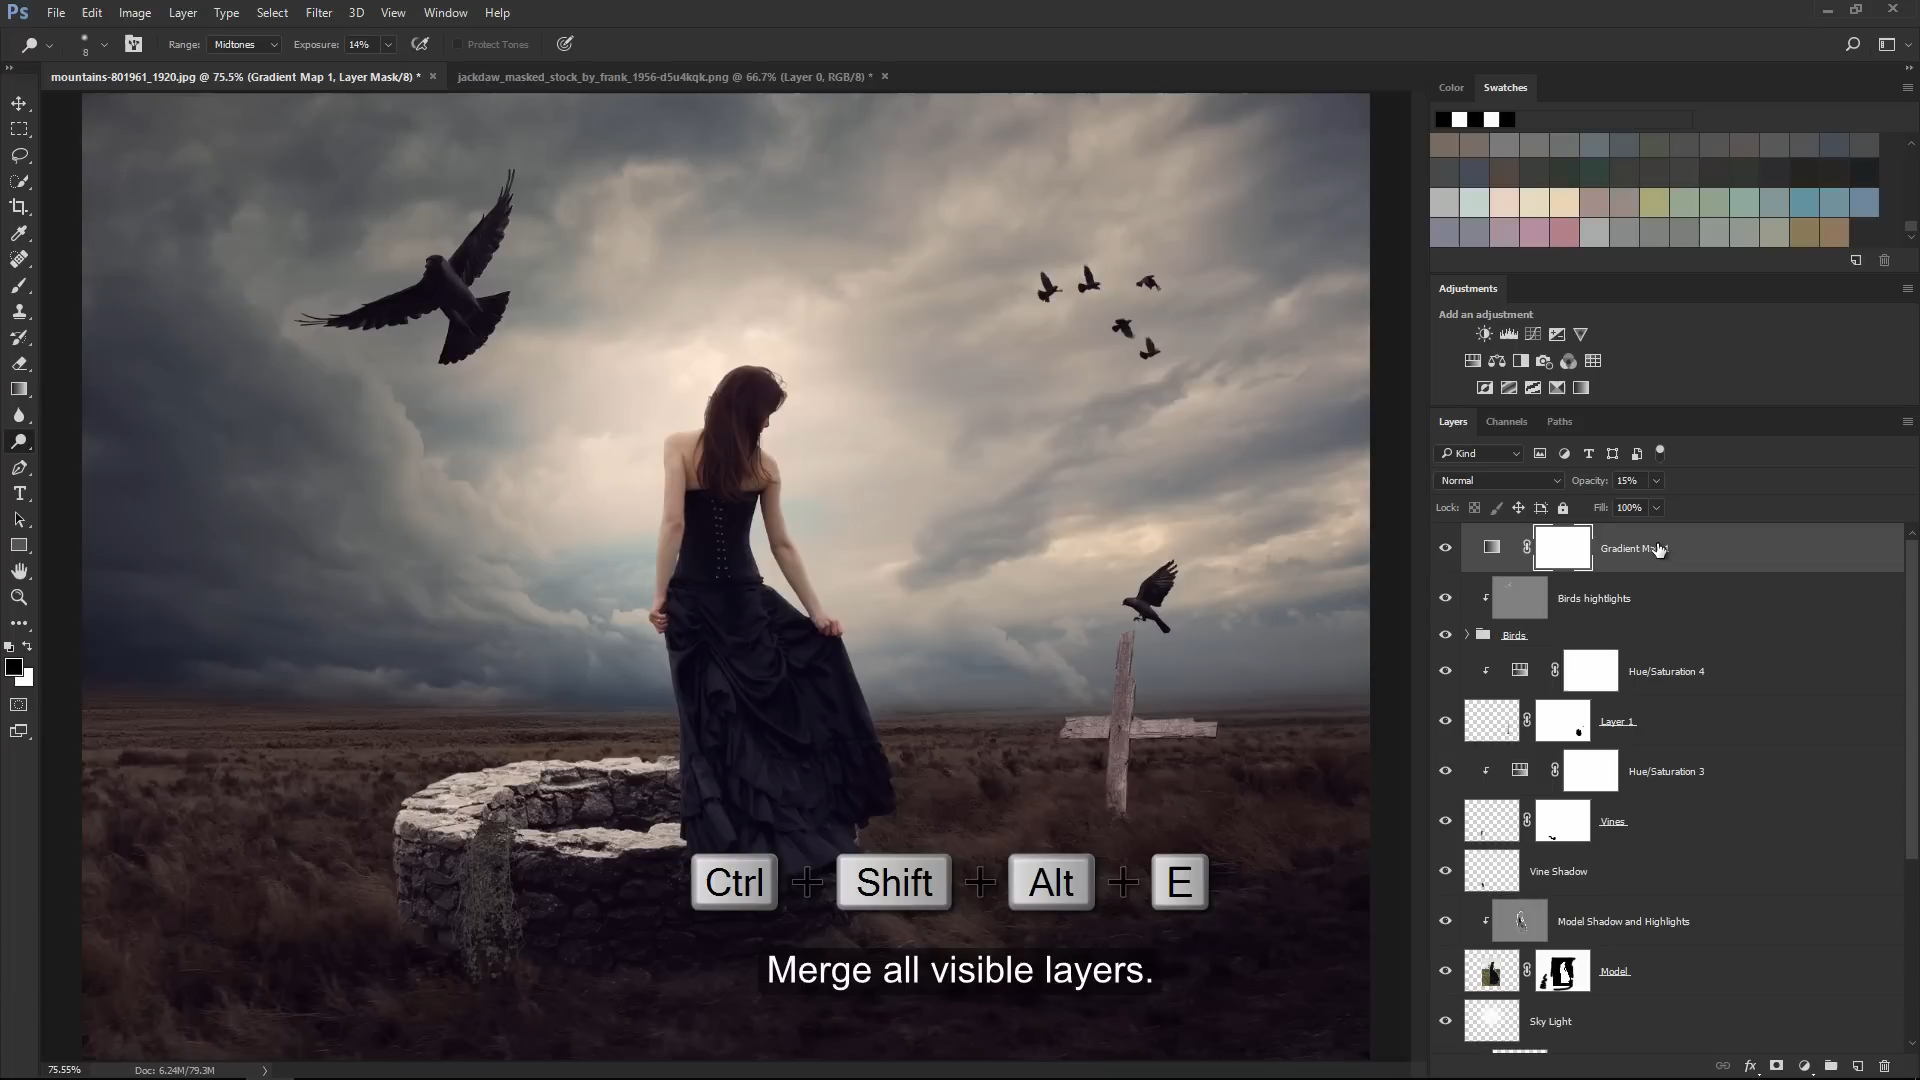 Ps File Edit Image Layer Type Select Filter 3D View Window Help
8 Range: Midtones Exposure: 14% Protect Tones
mountains-801961_1920.jpg @ 75.5% (Gradient Map 1, Layer Mask/8) * × jackdaw_masked_stock_by_frank_1956-d5u4kqk.png @ 66.7% (Layer 0, RGB/8) * ×
Color Swatches
Adjustments
Add an adjustment
Layers Channels Paths
Kind
Normal Opacity: 15%
Lock: Fill: 100%
Gradient Map 1
Birds hightlights
Birds
Hue/Saturation 4
Layer 1
Hue/Saturation 3
Vines
Vine Shadow
Model Shadow and Highlights
Model
Sky Light
Ctrl + Shift + Alt + E
Merge all visible layers.
75.55% Doc: 6.24M/79.3M